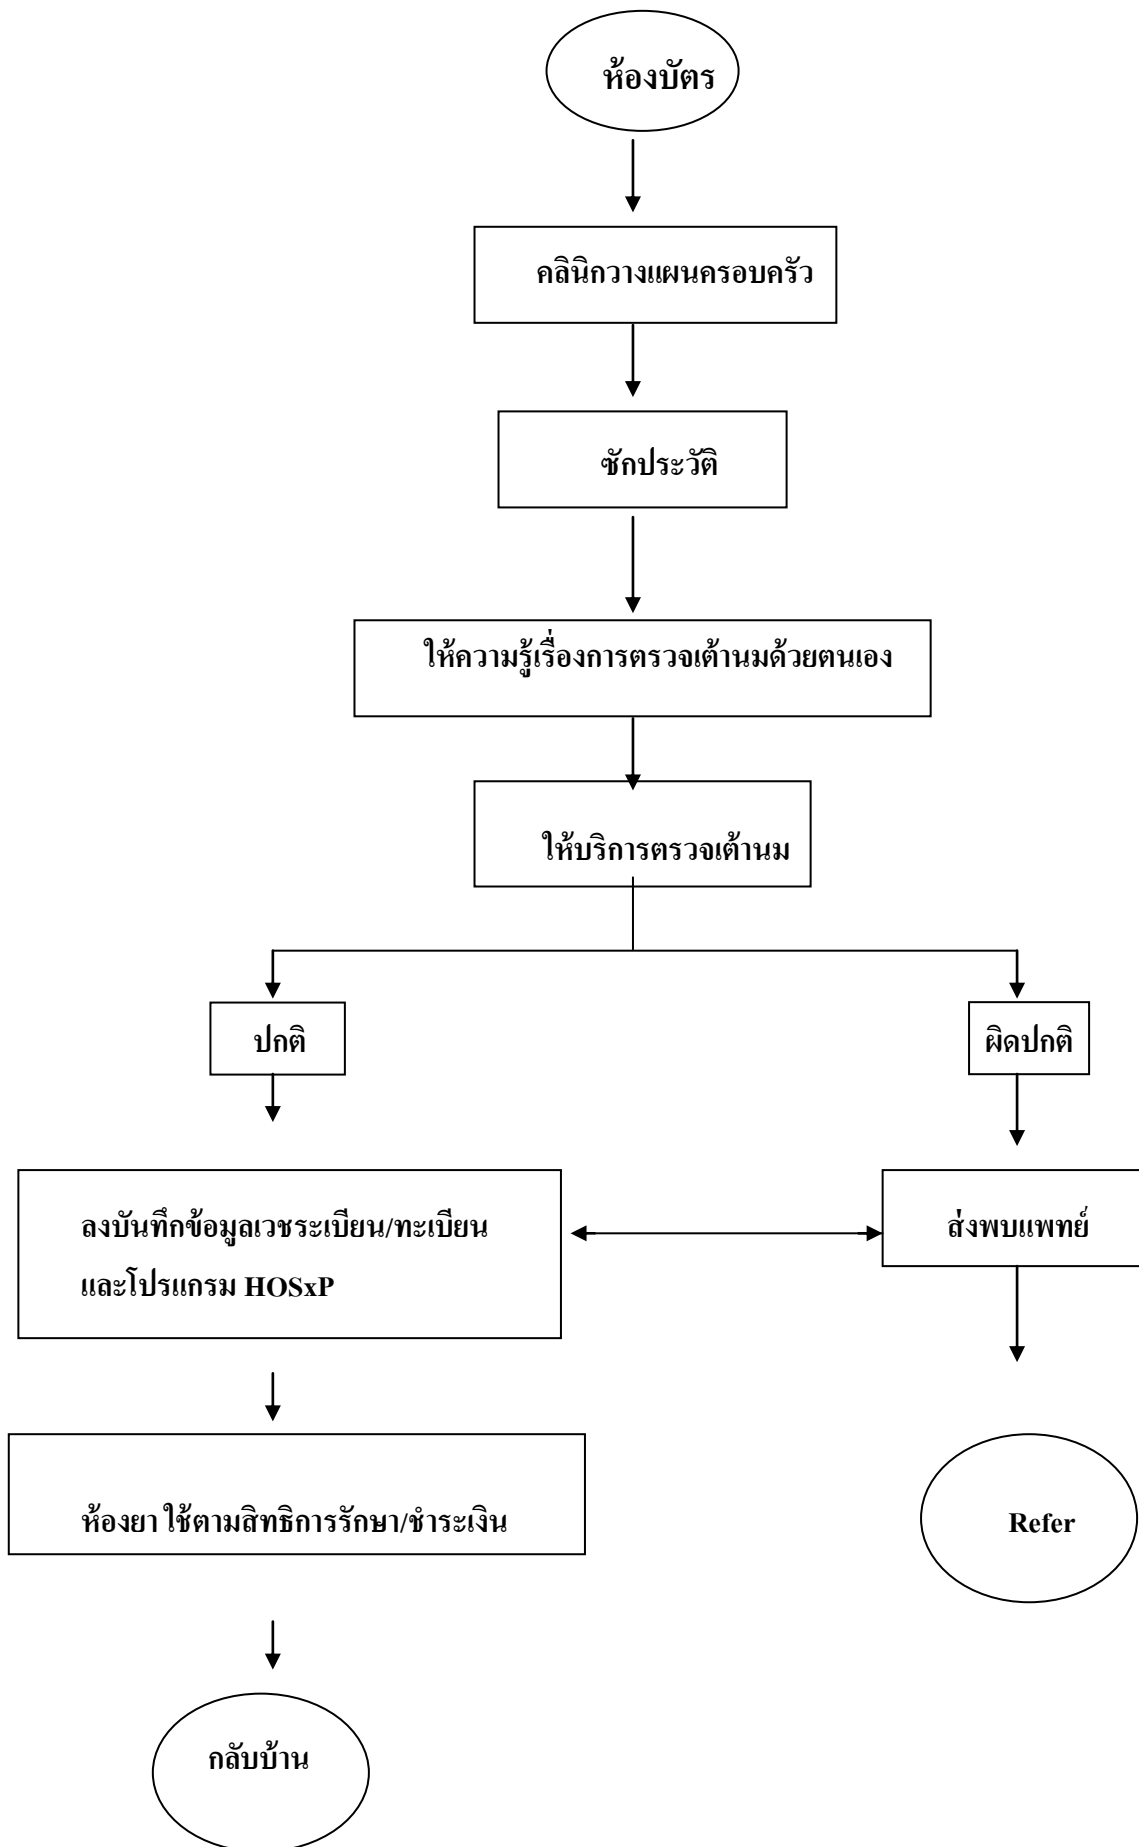 ห้องบัตร
คลินิกวางแผนครอบครัว
ซักประวัติ
ให้ความรู้เรื่องการตรวจเต้านมด้วยตนเอง
ให้บริการตรวจเต้านม
ปกติ
ผิดปกติ
ลงบันทึกข้อมูลเวชระเบียน/ทะเบียน
และโปรแกรม HOSxP
ส่งพบแพทย์
ห้องยา ใช้ตามสิทธิการรักษา/ชำระเงิน
Refer
กลับบ้าน